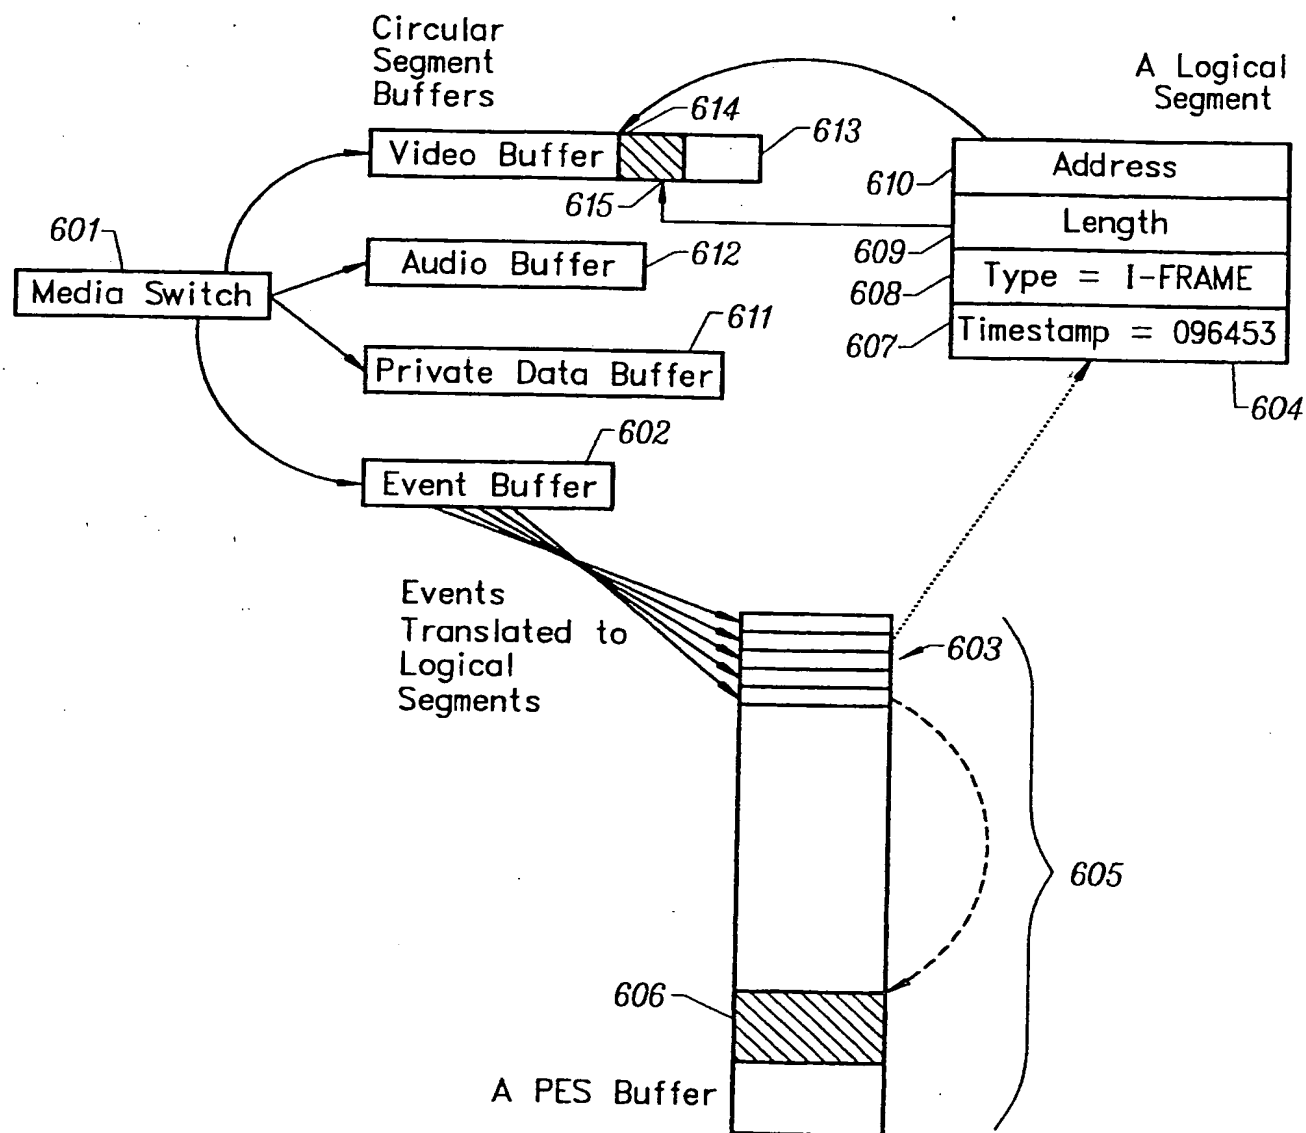 Circular
Segment
Buffers
A Logical
Segment
614
613
Video Buffer
615
Address
610
Length
609
Type = I-FRAME
608
Timestamp = 096453
607
604
601
Media Switch
Audio Buffer
612
611
Private Data Buffer
602
Event Buffer
Events
Translated to
Logical
Segments
603
605
606
A PES Buffer